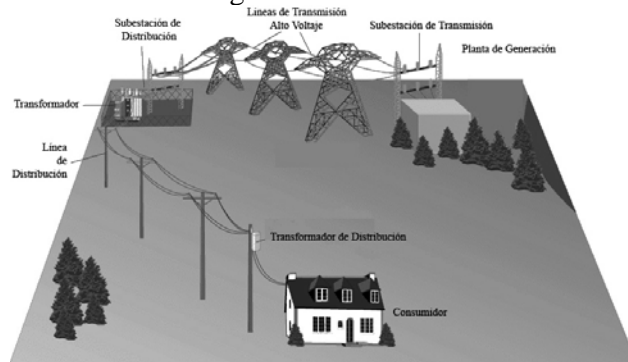 Subestación de
Distribución
Lineas de Transmisión
Alto Voltaje
Subestación de Transmisión
Planta de Generación
Transformador
Línea
de
Distribución
Transformador de Distribución
Consumidor